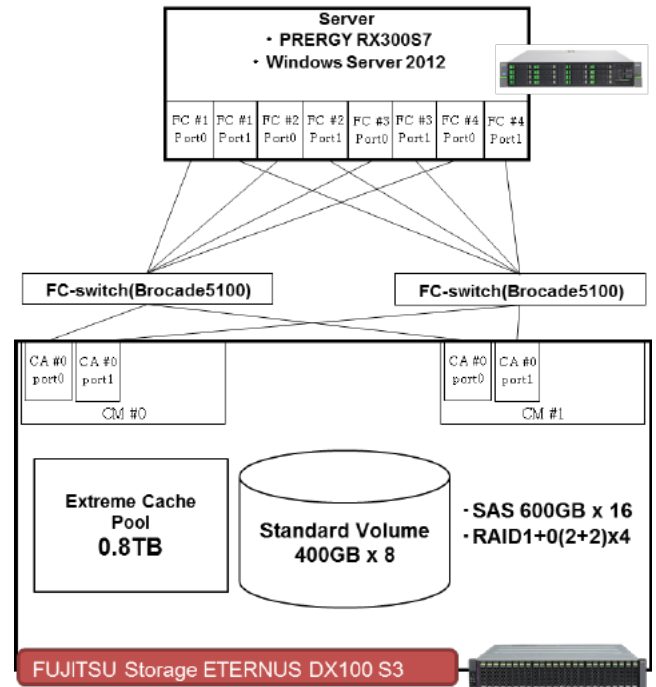 Server
・ PRERGY RX300S7
・ Windows Server 2012
FC #1 FC #1 FC #2 FC #2 FC #3 FC #3 FC #4 FC #4
Port0 Port1 Port0 Port1 Port0 Port1 Port0 Port1
FC-switch(Brocade5100) FC-switch(Brocade5100)
CA #0 CA #0 CA #0 CA #0
port0 port1 port0 port1
CM #0 CM #1
Extreme Cache
Pool
0.8TB
Standard Volume
400GB x 8
・SAS 600GB x 16
・RAID1+0(2+2)x4
FUJITSU Storage ETERNUS DX100 S3